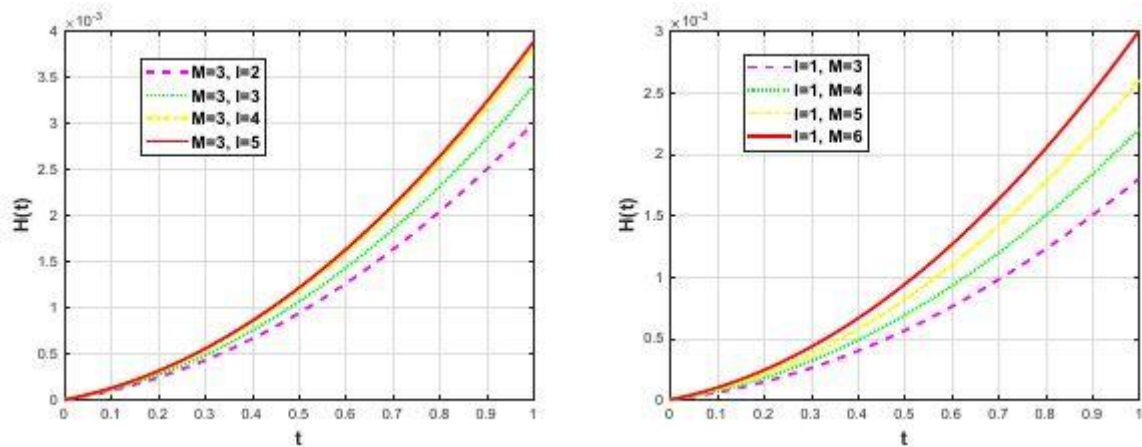 ×10⁻³
4
3.5
3
2.5
2
1.5
1
0.5
0
H(t)
M=3, I=2
M=3, I=3
M=3, I=4
M=3, I=5
0 0.1 0.2 0.3 0.4 0.5 0.6 0.7 0.8 0.9 1
t
×10⁻³
3
2.5
2
1.5
1
0.5
0
H(t)
I=1, M=3
I=1, M=4
I=1, M=5
I=1, M=6
0 0.1 0.2 0.3 0.4 0.5 0.6 0.7 0.8 0.9 1
t